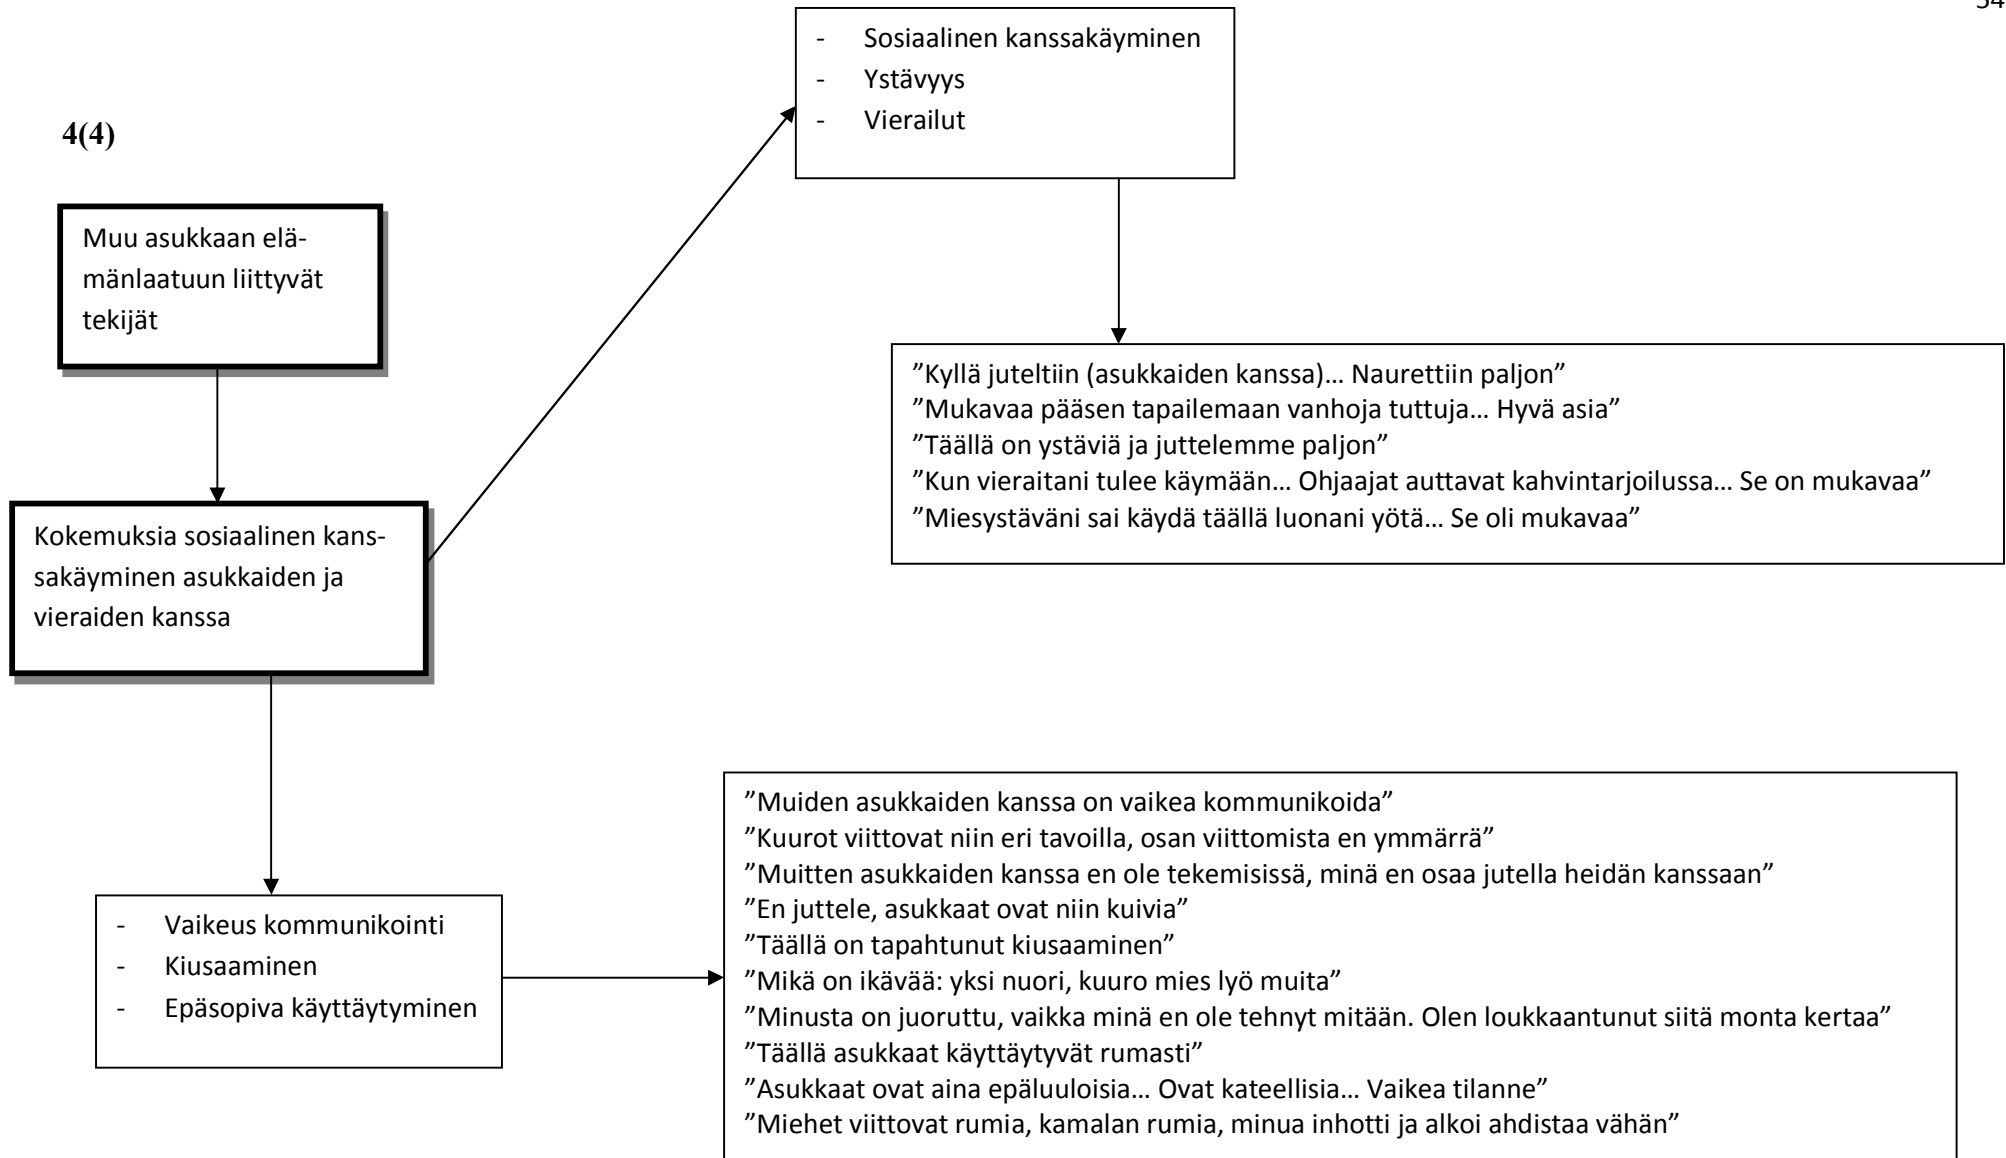 4(4)
Muu asukkaan elä-
mänlaatuun liittyvät
tekijät
Kokemuksia sosiaalinen kans-
sakäyminen asukkaiden ja
vieraiden kanssa
- Sosiaalinen kanssakäyminen
- Ystävyys
- Vierailut
”Kyllä juteltiin (asukkaiden kanssa)… Naurettiin paljon”
”Mukavaa pääsen tapailemaan vanhoja tuttuja… Hyvä asia”
”Täällä on ystäviä ja juttelemme paljon”
”Kun vieraitani tulee käymään… Ohjaajat auttavat kahvintarjoilussa… Se on mukavaa”
”Miesystäväni sai käydä täällä luonani yötä… Se oli mukavaa”
- Vaikeus kommunikointi
- Kiusaaminen
- Epäsopiva käyttäytyminen
”Muiden asukkaiden kanssa on vaikea kommunikoida”
”Kuurot viittovat niin eri tavoilla, osan viittomista en ymmärrä”
”Muitten asukkaiden kanssa en ole tekemisissä, minä en osaa jutella heidän kanssaan”
”En juttele, asukkaat ovat niin kuivia”
”Täällä on tapahtunut kiusaaminen”
”Mikä on ikävää: yksi nuori, kuuro mies lyö muita”
”Minusta on juoruttu, vaikka minä en ole tehnyt mitään. Olen loukkaantunut siitä monta kertaa”
”Täällä asukkaat käyttäytyvät rumasti”
”Asukkaat ovat aina epäluuloisia… Ovat kateellisia… Vaikea tilanne”
”Miehet viittovat rumia, kamalan rumia, minua inhotti ja alkoi ahdistaa vähän”